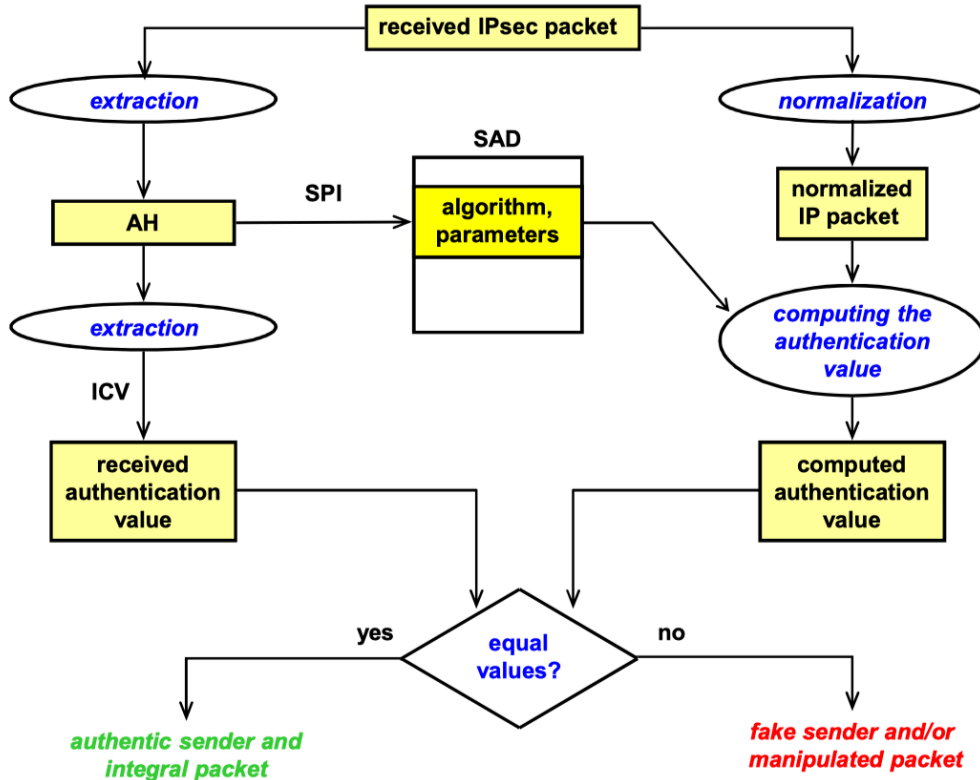 received IPsec packet
extraction
normalization
SAD
AH
SPI
algorithm,
parameters
normalized
IP packet
extraction
computing the
authentication
value
ICV
received
authentication
value
computed
authentication
value
yes
equal
values?
no
authentic sender and
integral packet
fake sender and/or
manipulated packet